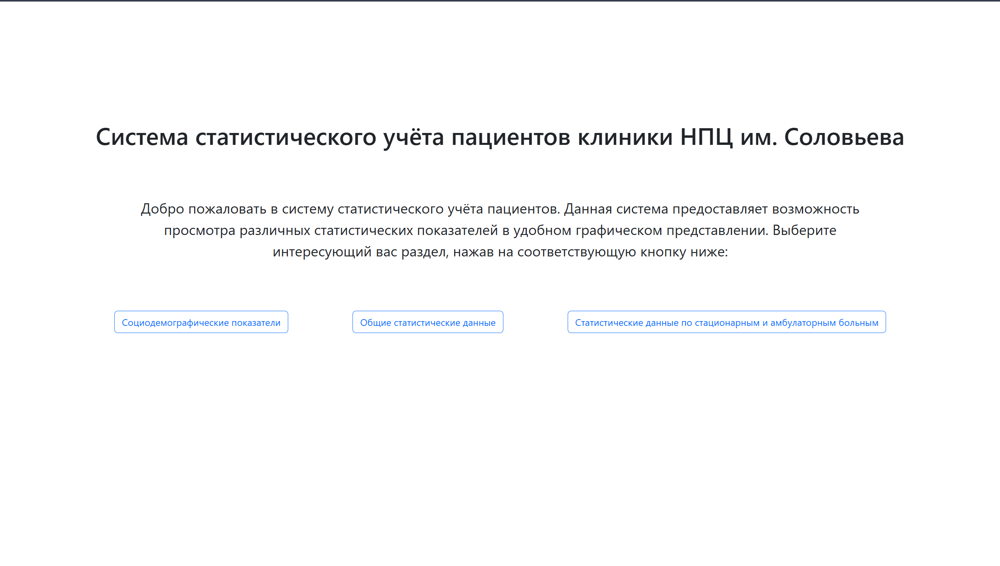 Система статистического учёта пациентов клиники НПЦ им. Соловьева
Добро пожаловать в систему статистического учёта пациентов. Данная система предоставляет возможность
просмотра различных статистических показателей в удобном графическом представлении. Выберите
интересующий вас раздел, нажав на соответствующую кнопку ниже:
Социодемографические показатели
Общие статистические данные
Статистические данные по стационарным и амбулаторным больным